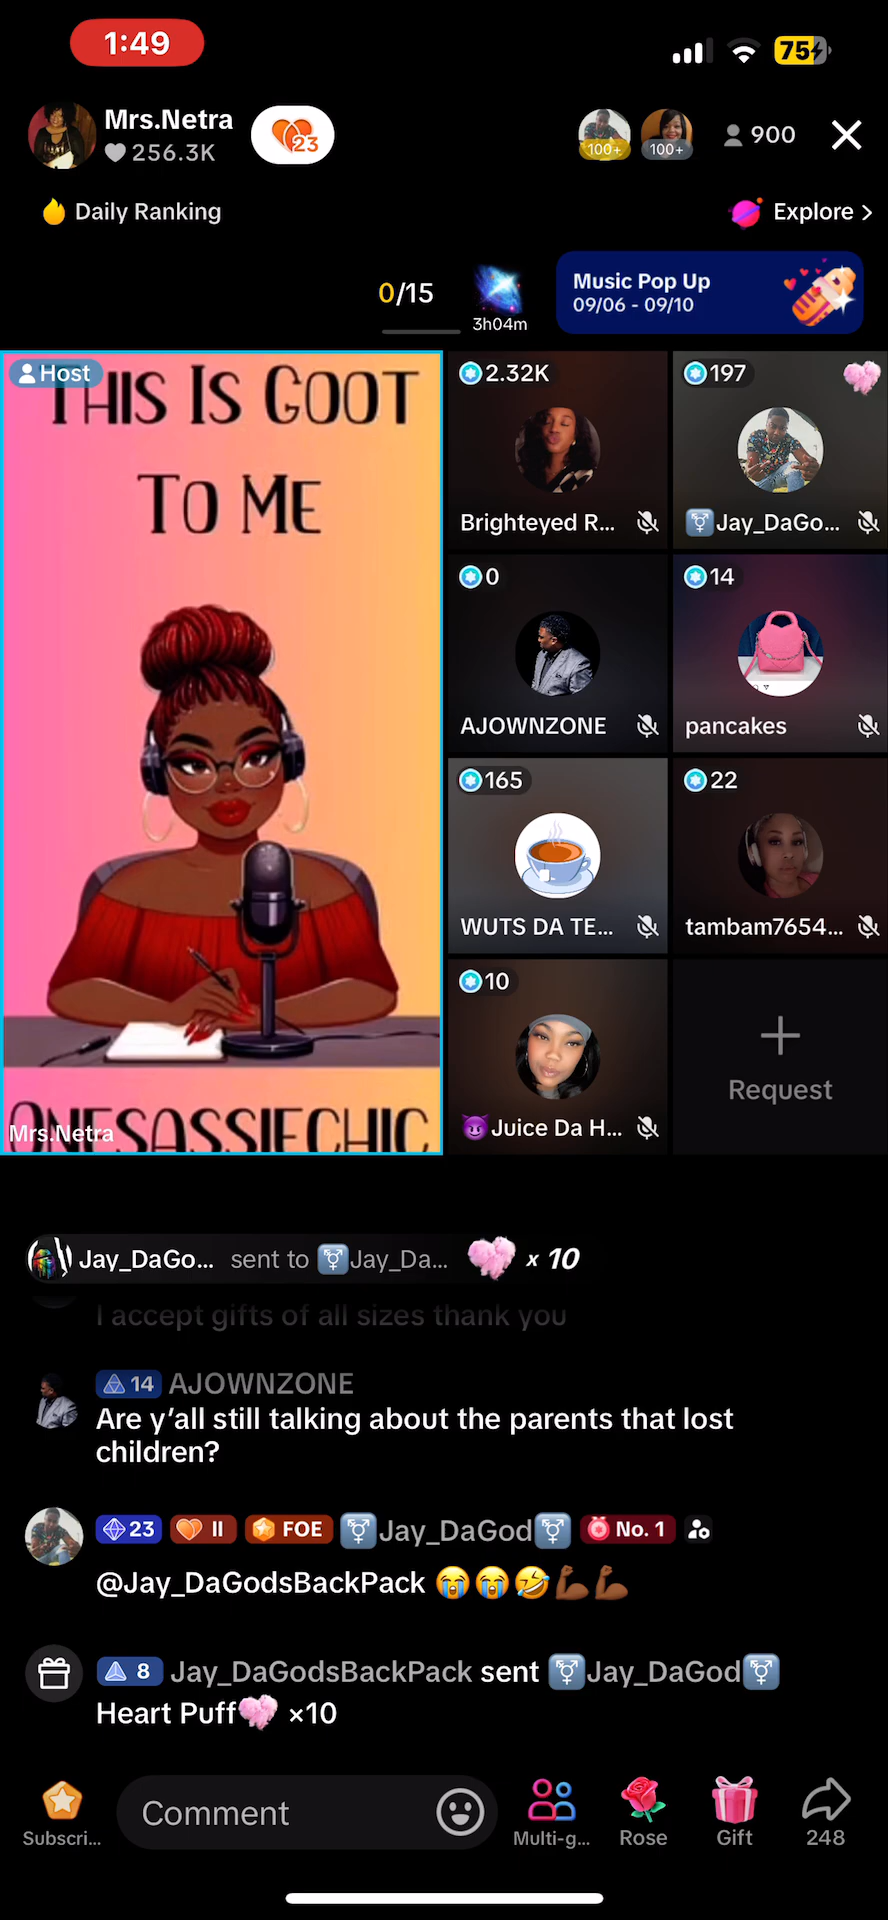 1:49
75
Mrs.Netra
256.3K
23
100+
100+
900
Daily Ranking
Explore
0/15
3h04m
Music Pop Up
09/06 - 09/10
Host
THIS IS GOOT
TO ME
ONESASSIECHIC
Mrs.Netra
2.32K
Brighteyed R...
197
Jay_DaGo...
0
AJOWNZONE
14
pancakes
165
WUTS DA TE...
22
tambam7654...
10
😈Juice Da H...
Request
Jay_DaGo... sent to Jay_Da... x 10
I accept gifts of all sizes thank you
14 AJOWNZONE
Are y'all still talking about the parents that lost
children?
23 II FOE Jay_DaGod No. 1
@Jay_DaGodsBackPack 😭😭🤣💪🏾💪🏾
8 Jay_DaGodsBackPack sent Jay_DaGod
Heart Puff ×10
Comment
Subscri...
Multi-g...
Rose
Gift
248